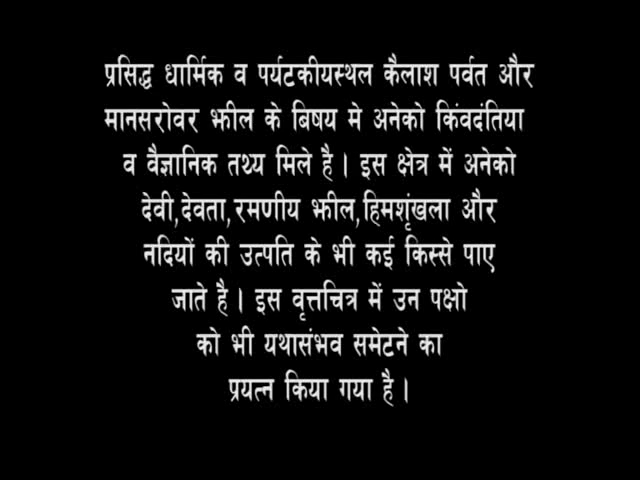 प्रसिद्ध धार्मिक व पर्यटकीयस्थल कैलाश पर्वत और
मानसरोवर झील के बिषय मे अनेको किंवदंतिया
व वैज्ञानिक तथ्य मिले है। इस क्षेत्र में अनेको
देवी,देवता,रमणीय झील,हिमशृंखला और
नदियों की उत्पति के भी कई किस्से पाए
जाते है। इस वृत्तचित्र में उन पक्षो
को भी यथासंभव समेटने का
प्रयत्न किया गया है।